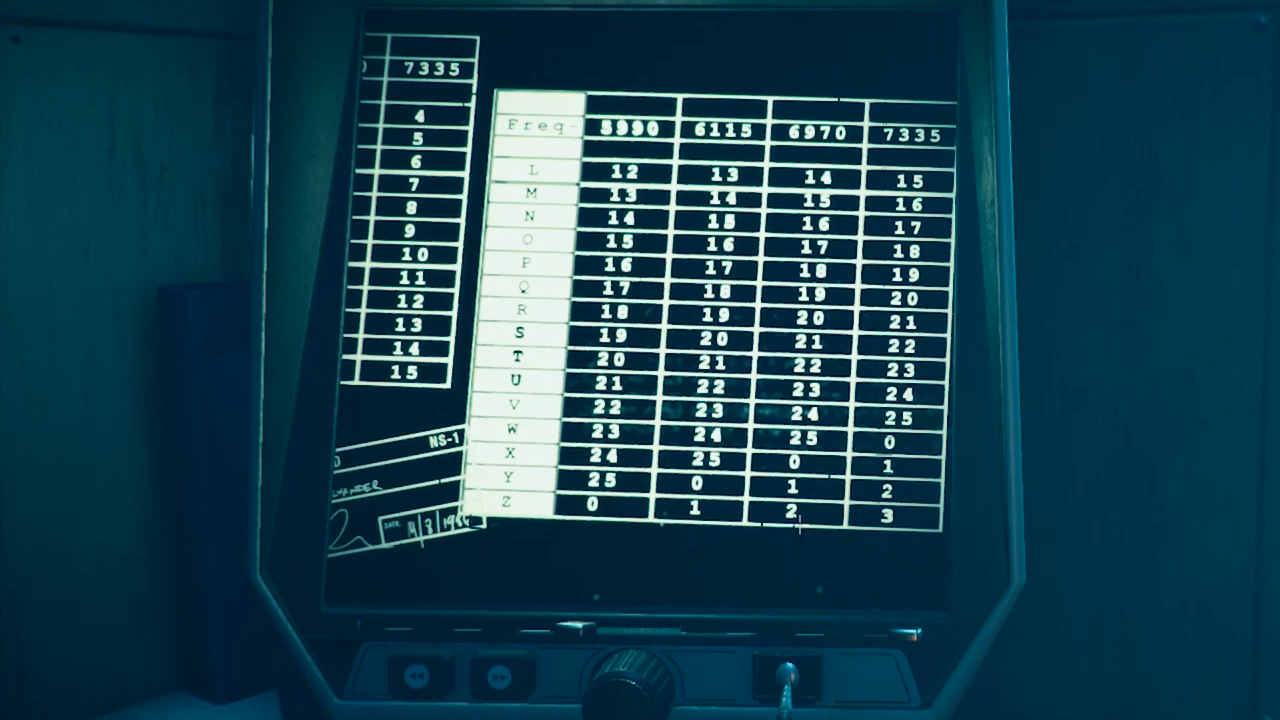 7335
4
5
6
7
8
9
10
11
12
13
14
15
NS-1
DATE: 11/8/1986
Freq- 5990 6115 6970 7335
L 12 13 14 15
M 13 14 15 16
N 14 15 16 17
O 15 16 17 18
P 16 17 18 19
Q 17 18 19 20
R 18 19 20 21
S 19 20 21 22
T 20 21 22 23
U 21 22 23 24
V 22 23 24 25
W 23 24 25 0
X 24 25 0 1
Y 25 0 1 2
Z 0 1 2 3